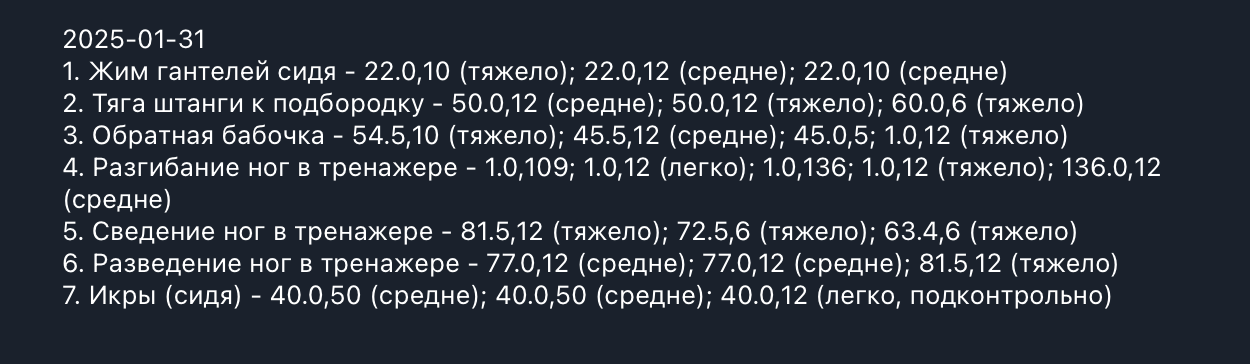 2025-01-31
1. Жим гантелей сидя - 22.0,10 (тяжело); 22.0,12 (средне); 22.0,10 (средне)
2. Тяга штанги к подбородку - 50.0,12 (средне); 50.0,12 (тяжело); 60.0,6 (тяжело)
3. Обратная бабочка - 54.5,10 (тяжело); 45.5,12 (средне); 45.0,5; 1.0,12 (тяжело)
4. Разгибание ног в тренажере - 1.0,109; 1.0,12 (легко); 1.0,136; 1.0,12 (тяжело); 136.0,12
(средне)
5. Сведение ног в тренажере - 81.5,12 (тяжело); 72.5,6 (тяжело); 63.4,6 (тяжело)
6. Разведение ног в тренажере - 77.0,12 (средне); 77.0,12 (средне); 81.5,12 (тяжело)
7. Икры (сидя) - 40.0,50 (средне); 40.0,50 (средне); 40.0,12 (легко, подконтрольно)